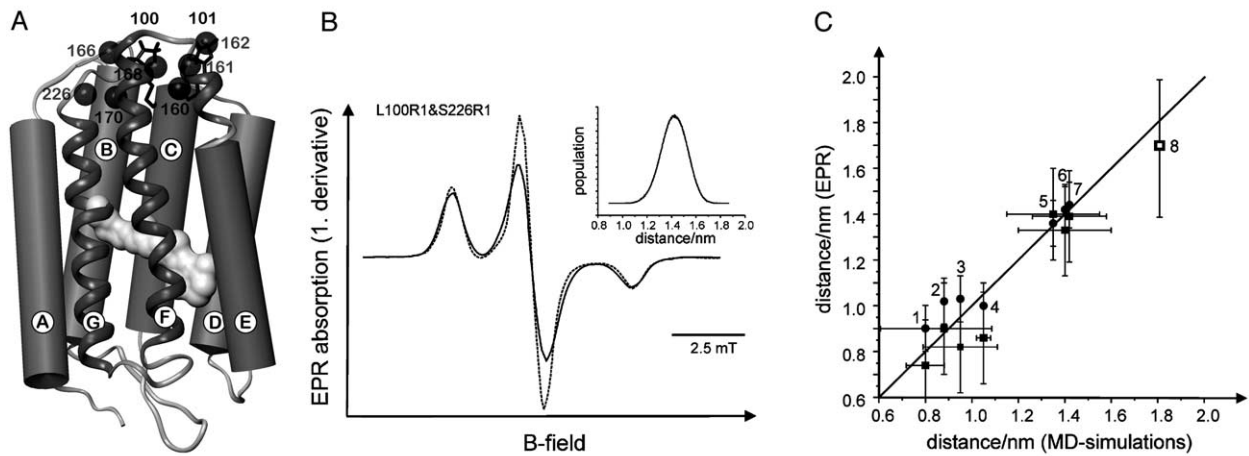 A
100 101
166
162
168
161
226
170
160
B C
A G F D E
B
L100R1&S226R1
EPR absorption (1. derivative)
B-field
2.5 mT
population
0.8 1.0 1.2 1.4 1.6 1.8 2.0
distance/nm
C
distance/nm (EPR)
2.0
1.8
1.6
1.4
1.2
1.0
0.8
0.6
0.6 0.8 1.0 1.2 1.4 1.6 1.8 2.0
distance/nm (MD-simulations)
1
2
3
4
5
6
7
8